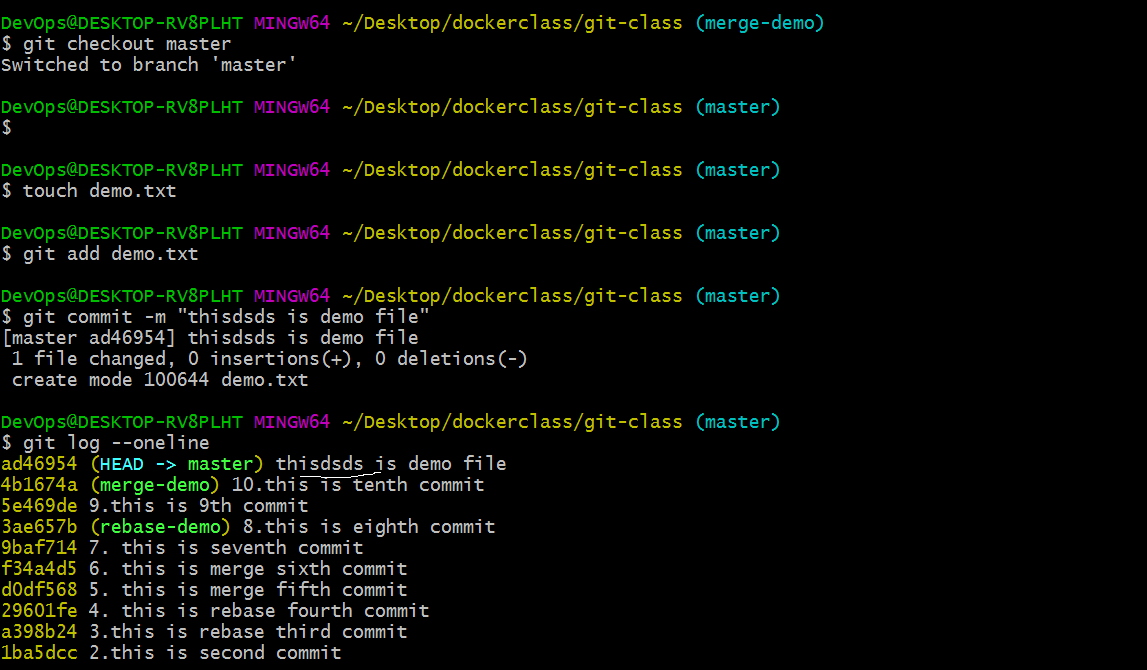 DevOps@DESKTOP-RV8PLHT MINGW64 ~/Desktop/dockerclass/git-class (merge-demo)
$ git checkout master
Switched to branch 'master'
DevOps@DESKTOP-RV8PLHT MINGW64 ~/Desktop/dockerclass/git-class (master)
$
DevOps@DESKTOP-RV8PLHT MINGW64 ~/Desktop/dockerclass/git-class (master)
$ touch demo.txt
DevOps@DESKTOP-RV8PLHT MINGW64 ~/Desktop/dockerclass/git-class (master)
$ git add demo.txt
DevOps@DESKTOP-RV8PLHT MINGW64 ~/Desktop/dockerclass/git-class (master)
$ git commit -m "thisdsds is demo file"
[master ad46954] thisdsds is demo file
 1 file changed, 0 insertions(+), 0 deletions(-)
 create mode 100644 demo.txt
DevOps@DESKTOP-RV8PLHT MINGW64 ~/Desktop/dockerclass/git-class (master)
$ git log --oneline
ad46954 (HEAD -> master) thisdsds is demo file
4b1674a (merge-demo) 10.this is tenth commit
5e469de 9.this is 9th commit
3ae657b (rebase-demo) 8.this is eighth commit
9baf714 7. this is seventh commit
f34a4d5 6. this is merge sixth commit
d0df568 5. this is merge fifth commit
29601fe 4. this is rebase fourth commit
a398b24 3.this is rebase third commit
1ba5dcc 2.this is second commit